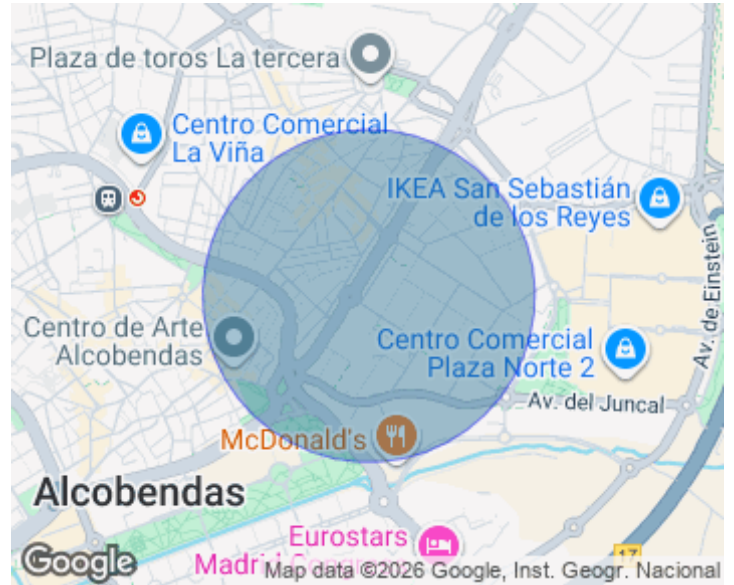 Plaza de toros La tercera
Centro Comercial
La Viña
IKEA San Sebastián
de los Reyes
Av. de Einstein
Centro de Arte
Alcobendas
Centro Comercial
Plaza Norte 2
Av. del Juncal
McDonald's
Alcobendas
Eurostars
Madrid
17
Google
Map data ©2026 Google, Inst. Geogr. Nacional